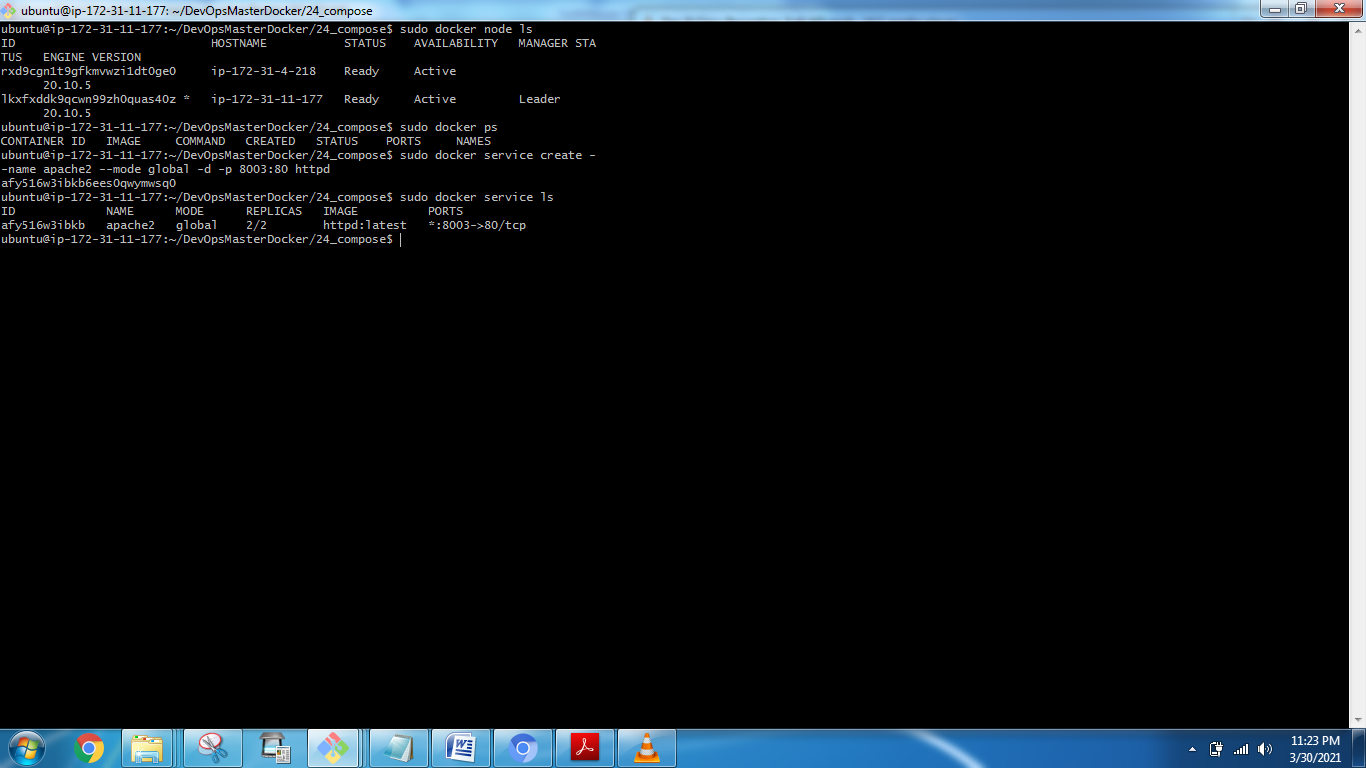 ubuntu@ip-172-31-11-177: ~/DevOpsMasterDocker/24_compose
ubuntu@ip-172-31-11-177:~/DevOpsMasterDocker/24_compose$ sudo docker node ls
ID                            HOSTNAME           STATUS    AVAILABILITY   MANAGER STA
TUS   ENGINE VERSION
rxd9cgn1t9gfkmvwzi1dt0ge0     ip-172-31-4-218    Ready     Active
      20.10.5
lkxfxddk9qcwn99zh0quas40z *   ip-172-31-11-177   Ready     Active         Leader
      20.10.5
ubuntu@ip-172-31-11-177:~/DevOpsMasterDocker/24_compose$ sudo docker ps
CONTAINER ID   IMAGE     COMMAND   CREATED   STATUS    PORTS     NAMES
ubuntu@ip-172-31-11-177:~/DevOpsMasterDocker/24_compose$ sudo docker service create -
-name apache2 --mode global -d -p 8003:80 httpd
afy516w3ibkb6ees0qwymwsq0
ubuntu@ip-172-31-11-177:~/DevOpsMasterDocker/24_compose$ sudo docker service ls
ID             NAME      MODE      REPLICAS   IMAGE          PORTS
afy516w3ibkb   apache2   global    2/2        httpd:latest   *:8003->80/tcp
ubuntu@ip-172-31-11-177:~/DevOpsMasterDocker/24_compose$
11:23 PM
3/30/2021